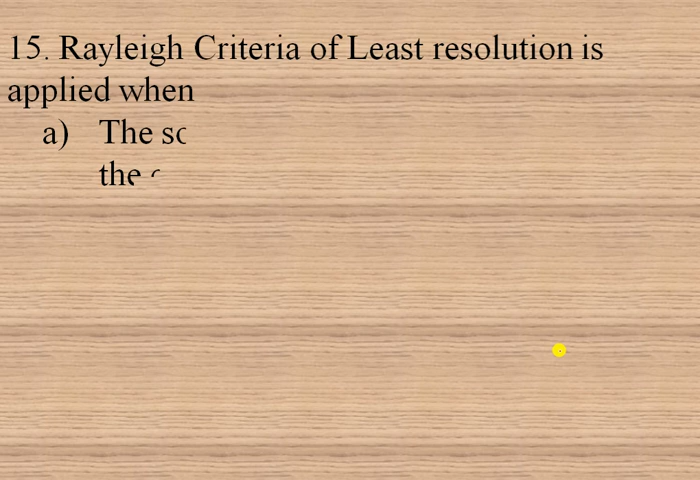 15. Rayleigh Criteria of Least resolution is
applied when
a) The
the